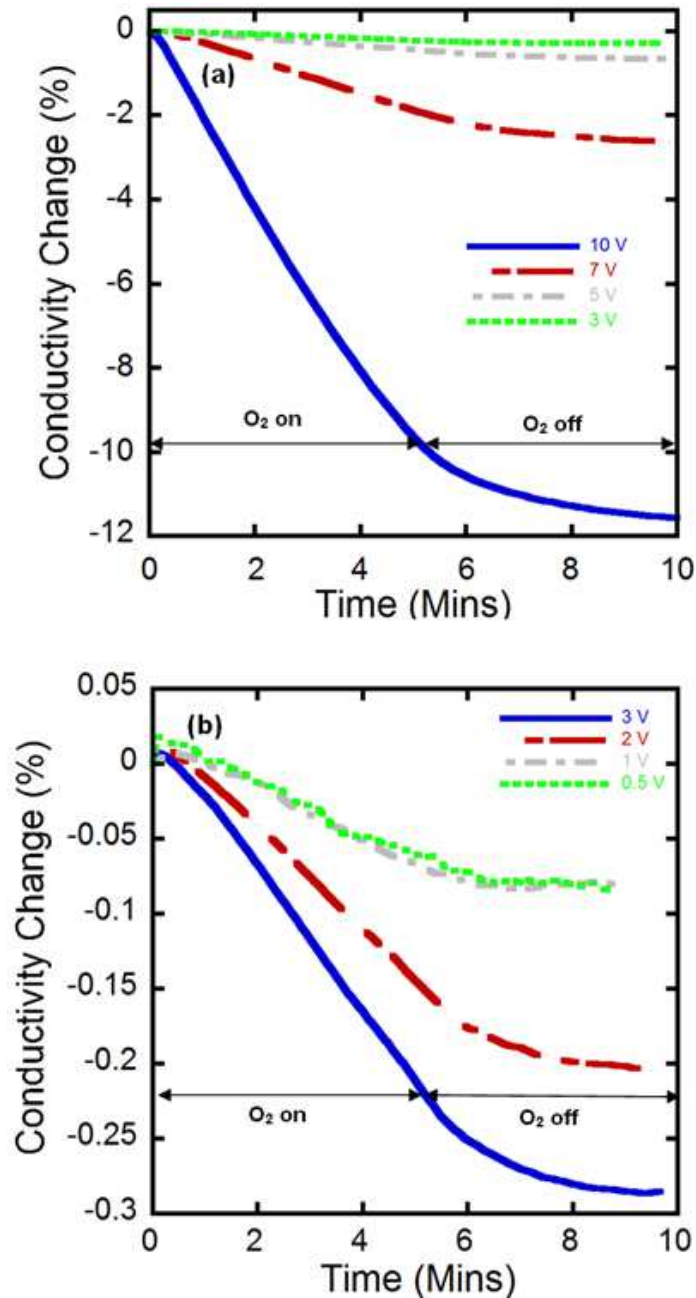 0
(a)
-2
-4
-6
-8
-10
-12
Conductivity Change (%)
10 V
7 V
5 V
3 V
O₂ on
O₂ off
0 2 4 6 8 10
Time (Mins)
0.05
(b)
0
-0.05
-0.1
-0.15
-0.2
-0.25
-0.3
Conductivity Change (%)
3 V
2 V
1 V
0.5 V
O₂ on
O₂ off
0 2 4 6 8 10
Time (Mins)